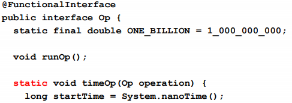 @FunctionalInterface
public interface Op {
static final double ONE_BILLION = 1_000_000_000;
void runOp();
static void timeOp(Op operation) {
long startTime = System.nanoTime();